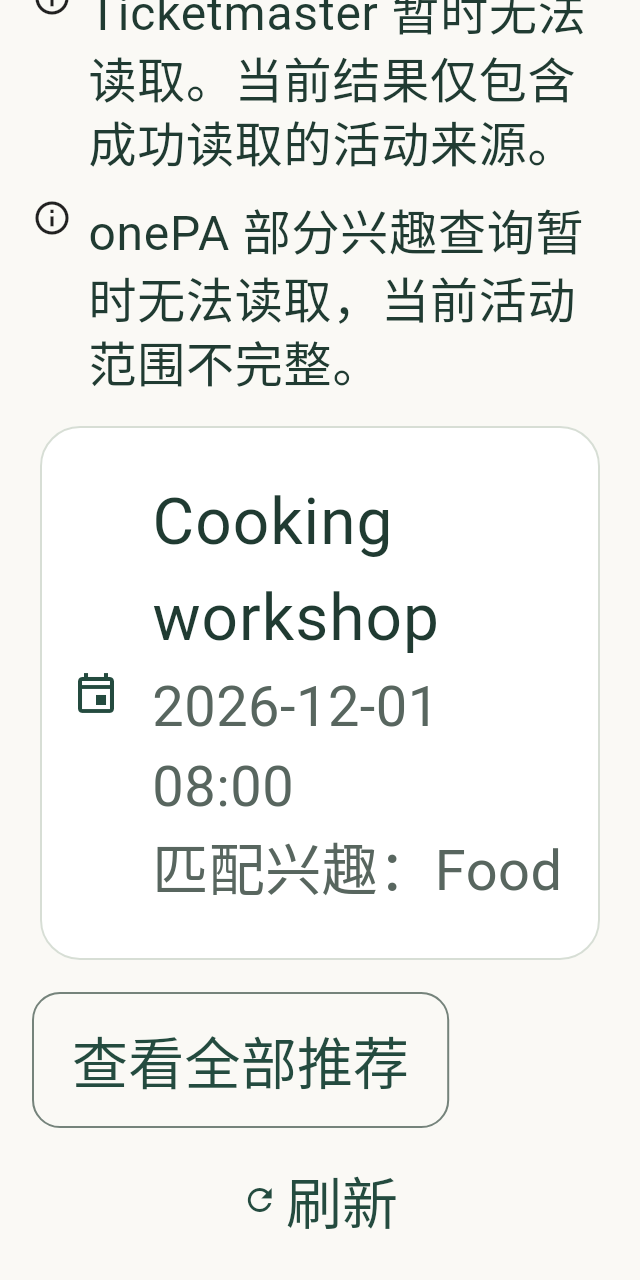 Ticketmaster 暂时无法
读取。当前结果仅包含
成功读取的活动来源。
onePA 部分兴趣查询暂
时无法读取，当前活动
范围不完整。
Cooking
workshop
2026-12-01
08:00
匹配兴趣：Food
查看全部推荐
刷新